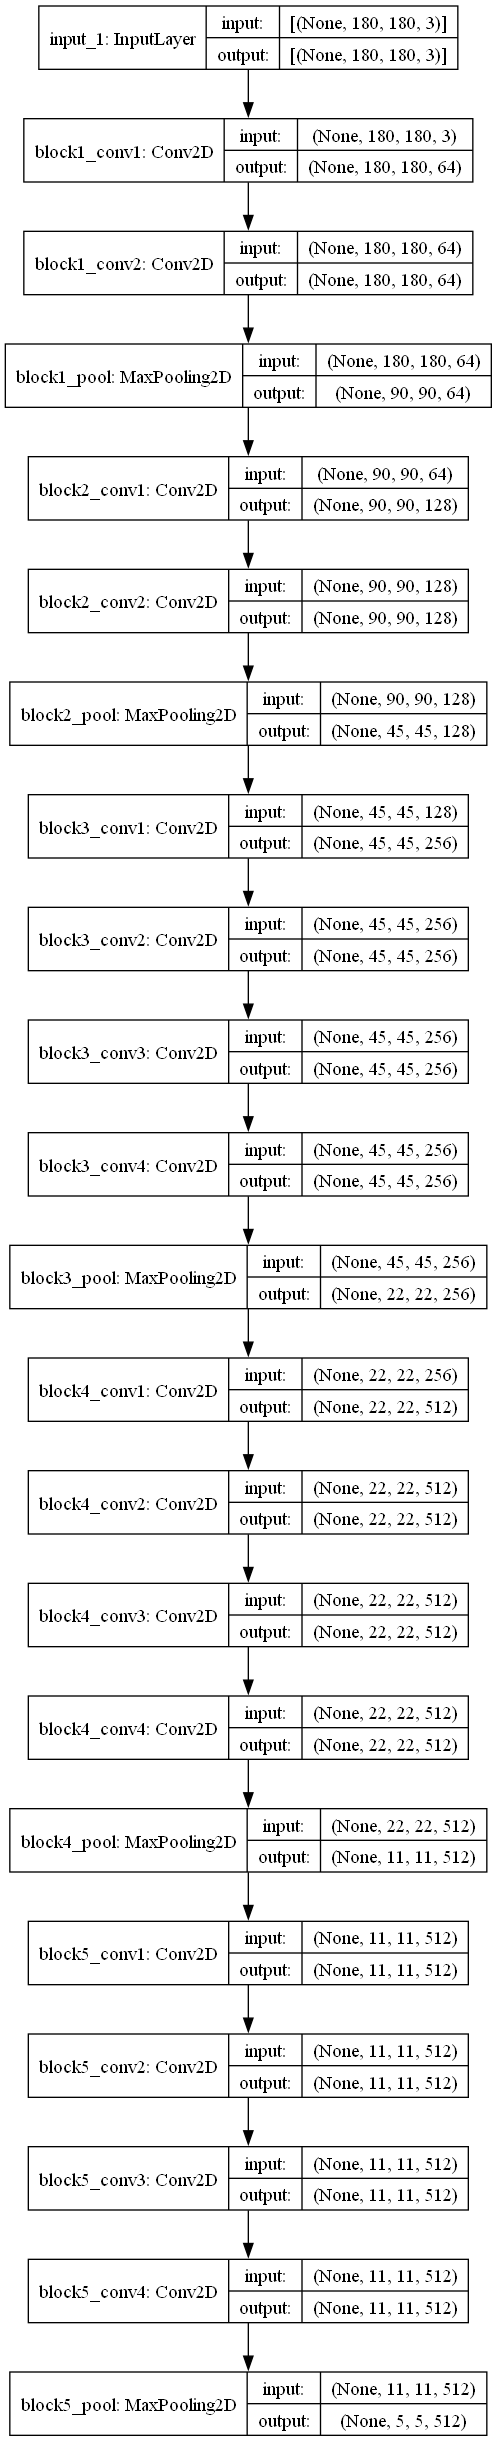 input_1: InputLayer
input: [(None, 180, 180, 3)]
output: [(None, 180, 180, 3)]
block1_conv1: Conv2D
input: (None, 180, 180, 3)
output: (None, 180, 180, 64)
block1_conv2: Conv2D
input: (None, 180, 180, 64)
output: (None, 180, 180, 64)
block1_pool: MaxPooling2D
input: (None, 180, 180, 64)
output: (None, 90, 90, 64)
block2_conv1: Conv2D
input: (None, 90, 90, 64)
output: (None, 90, 90, 128)
block2_conv2: Conv2D
input: (None, 90, 90, 128)
output: (None, 90, 90, 128)
block2_pool: MaxPooling2D
input: (None, 90, 90, 128)
output: (None, 45, 45, 128)
block3_conv1: Conv2D
input: (None, 45, 45, 128)
output: (None, 45, 45, 256)
block3_conv2: Conv2D
input: (None, 45, 45, 256)
output: (None, 45, 45, 256)
block3_conv3: Conv2D
input: (None, 45, 45, 256)
output: (None, 45, 45, 256)
block3_conv4: Conv2D
input: (None, 45, 45, 256)
output: (None, 45, 45, 256)
block3_pool: MaxPooling2D
input: (None, 45, 45, 256)
output: (None, 22, 22, 256)
block4_conv1: Conv2D
input: (None, 22, 22, 256)
output: (None, 22, 22, 512)
block4_conv2: Conv2D
input: (None, 22, 22, 512)
output: (None, 22, 22, 512)
block4_conv3: Conv2D
input: (None, 22, 22, 512)
output: (None, 22, 22, 512)
block4_conv4: Conv2D
input: (None, 22, 22, 512)
output: (None, 22, 22, 512)
block4_pool: MaxPooling2D
input: (None, 22, 22, 512)
output: (None, 11, 11, 512)
block5_conv1: Conv2D
input: (None, 11, 11, 512)
output: (None, 11, 11, 512)
block5_conv2: Conv2D
input: (None, 11, 11, 512)
output: (None, 11, 11, 512)
block5_conv3: Conv2D
input: (None, 11, 11, 512)
output: (None, 11, 11, 512)
block5_conv4: Conv2D
input: (None, 11, 11, 512)
output: (None, 11, 11, 512)
block5_pool: MaxPooling2D
input: (None, 11, 11, 512)
output: (None, 5, 5, 512)